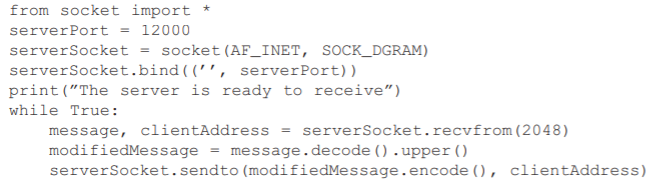 from socket import *
serverPort = 12000
serverSocket = socket(AF_INET, SOCK_DGRAM)
serverSocket.bind((’’, serverPort))
print(”The server is ready to receive”)
while True:
    message, clientAddress = serverSocket.recvfrom(2048)
    modifiedMessage = message.decode().upper()
    serverSocket.sendto(modifiedMessage.encode(), clientAddress)